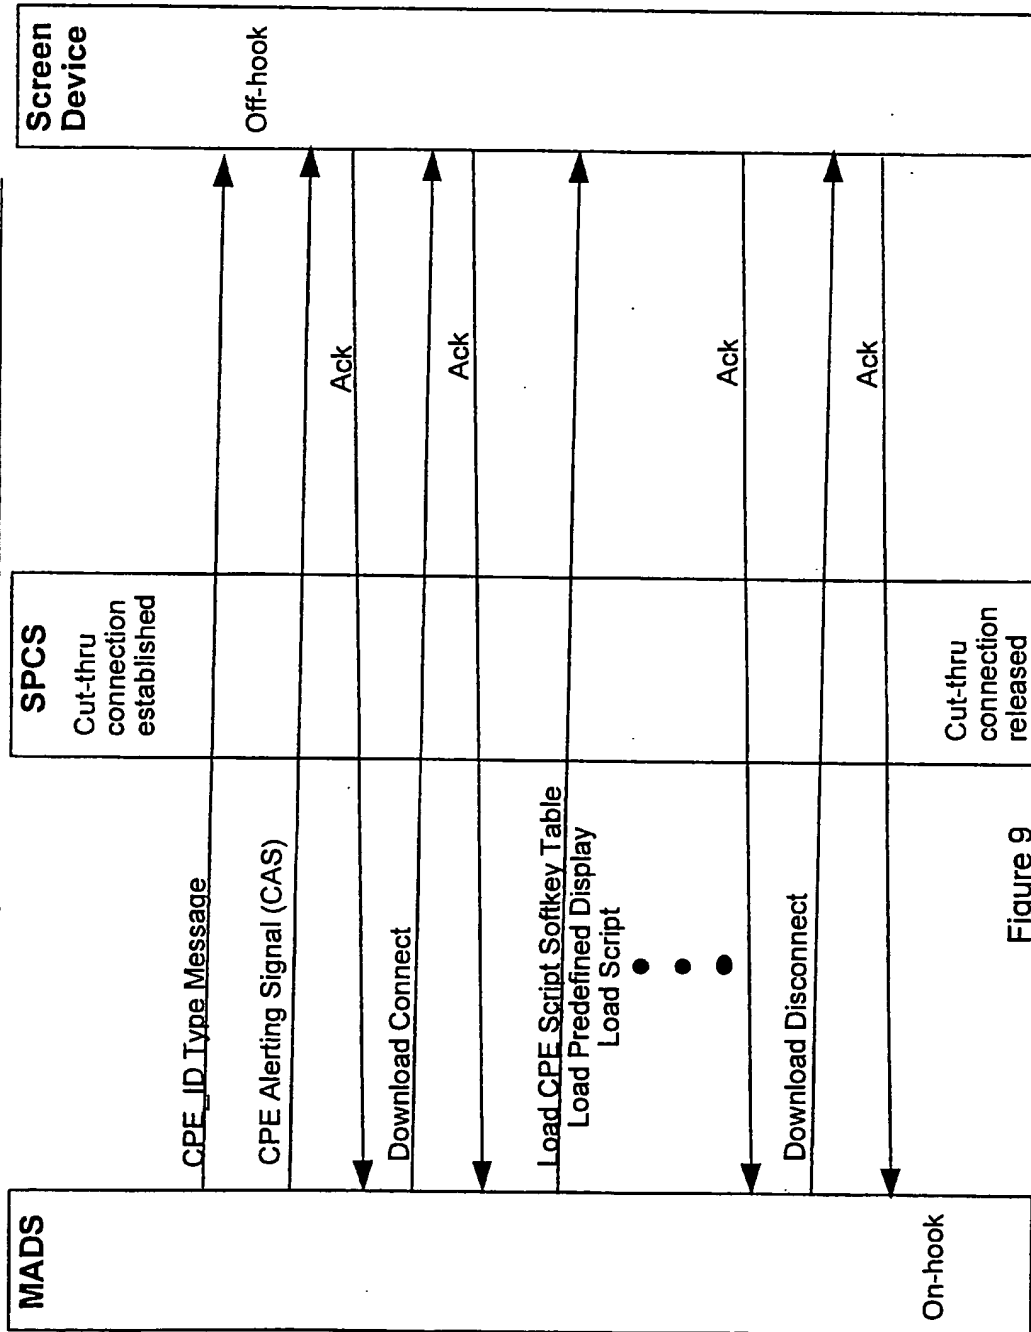 MADS
SPCS
Screen
Device
Cut-thru
connection
established
CPE_ID Type Message
Off-hook
CPE Alerting Signal (CAS)
Ack
Download Connect
Ack
Load CPE Script Softkey Table
Load Predefined Display
Load Script
Ack
Download Disconnect
Ack
On-hook
Cut-thru
connection
released
Figure 9